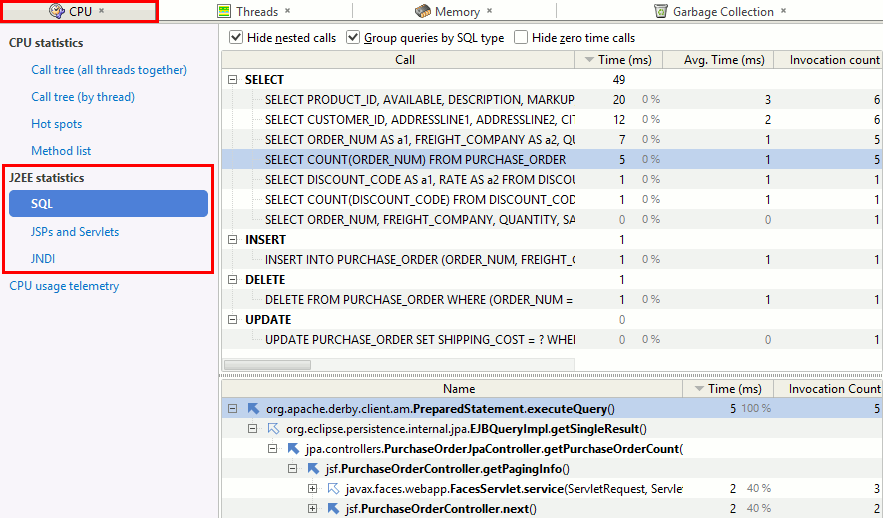 CPU Threads Memory Garbage Collection
CPU statistics
Call tree (all threads together)
Call tree (by thread)
Hot spots
Method list
J2EE statistics
SQL
JSPs and Servlets
JNDI
CPU usage telemetry
Hide nested calls Group queries by SQL type Hide zero time calls
Call Time (ms) Avg. Time (ms) Invocation count
SELECT 49
SELECT PRODUCT_ID, AVAILABLE, DESCRIPTION, MARKUP 20 0 % 3 6
SELECT CUSTOMER_ID, ADDRESSLINE1, ADDRESSLINE2, CIT 12 0 % 2 6
SELECT ORDER_NUM AS a1, FREIGHT_COMPANY AS a2, QU 7 0 % 1 5
SELECT COUNT(ORDER_NUM) FROM PURCHASE_ORDER 5 0 % 1 5
SELECT DISCOUNT_CODE AS a1, RATE AS a2 FROM DISCOU 1 0 % 1 1
SELECT COUNT(DISCOUNT_CODE) FROM DISCOUNT_COD 1 0 % 1 1
SELECT ORDER_NUM, FREIGHT_COMPANY, QUANTITY, SA 0 0 % 0 1
INSERT 1
INSERT INTO PURCHASE_ORDER (ORDER_NUM, FREIGHT_C 1 0 % 1 1
DELETE 1
DELETE FROM PURCHASE_ORDER WHERE (ORDER_NUM = 1 0 % 1 1
UPDATE 0
UPDATE PURCHASE_ORDER SET SHIPPING_COST = ? WHE 0 0 % 0 1
Name Time (ms) Invocation Count
org.apache.derby.client.am.PreparedStatement.executeQuery() 5 100 % 5
org.eclipse.persistence.internal.jpa.EJBQueryImpl.getSingleResult()
jpa.controllers.PurchaseOrderJpaController.getPurchaseOrderCount(
jsf.PurchaseOrderController.getPagingInfo()
javax.faces.webapp.FacesServlet.service(ServletRequest, Servlet 2 40 % 3
jsf.PurchaseOrderController.next() 2 40 % 2